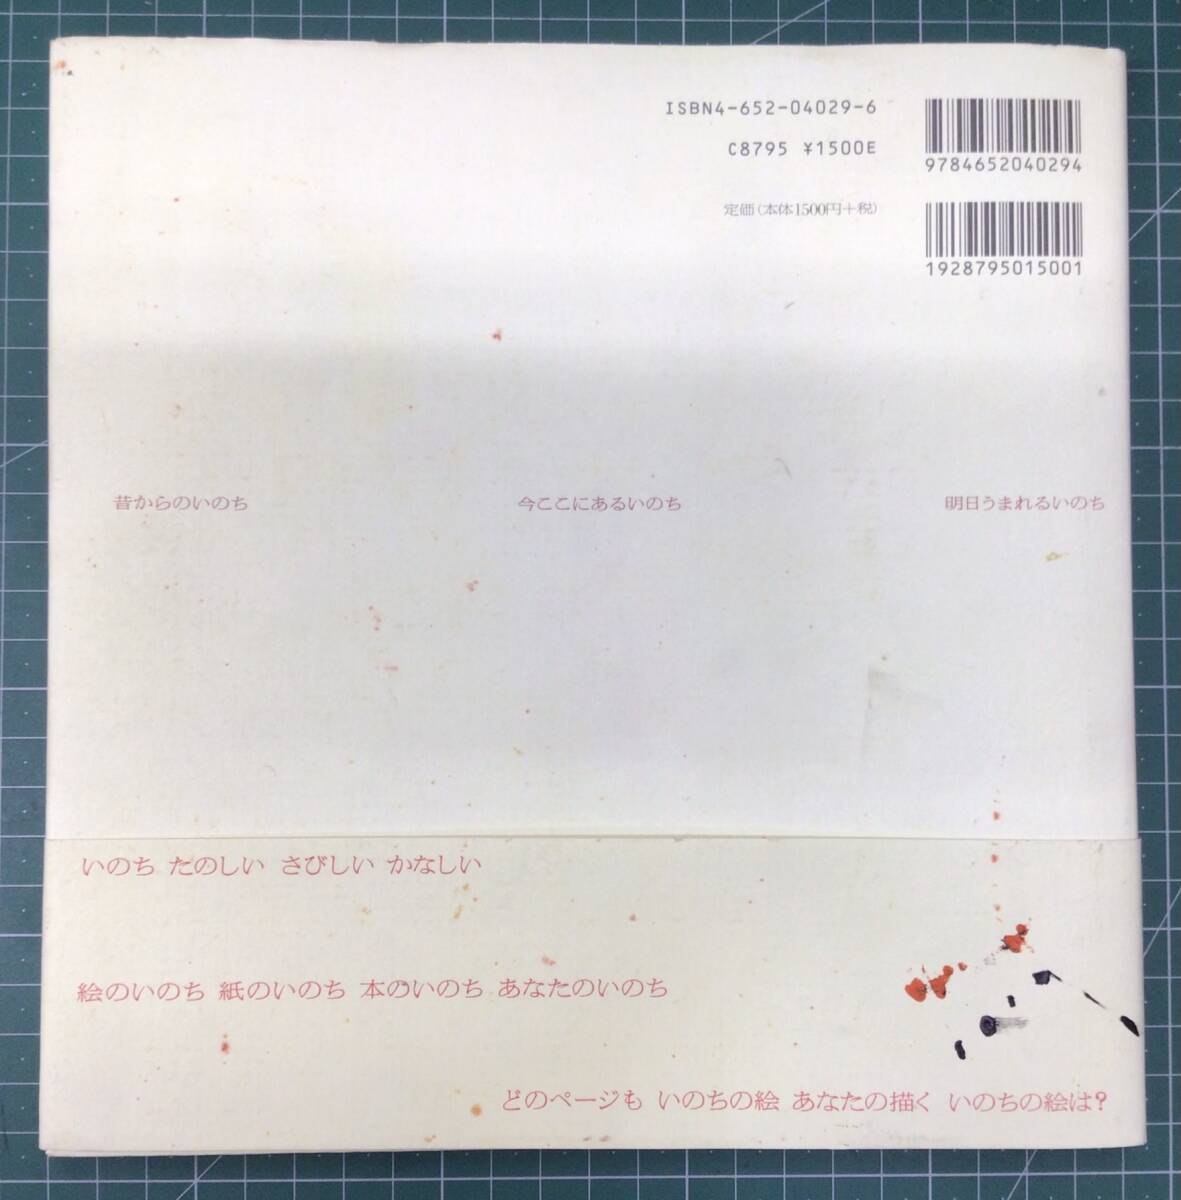 ISBN4-652-04029-6
C8795 ¥1500E
定価(本体1500円+税)
9784652040294
1928795015001
昔からのいのち 今ここにあるいのち 明日うまれるいのち
いのち たのしい さびしい かなしい
絵のいのち 紙のいのち 本のいのち あなたのいのち
どのページも いのちの絵 あなたの描く いのちの絵は?